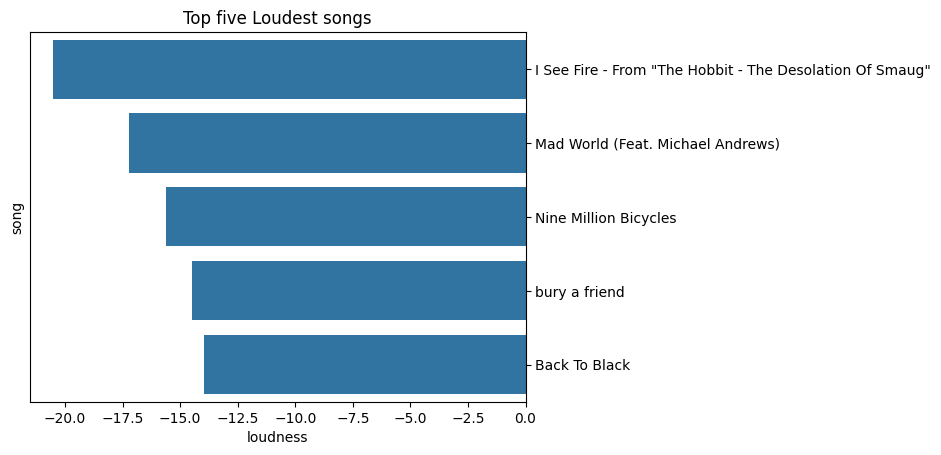 Top five Loudest songs
I See Fire - From "The Hobbit - The Desolation Of Smaug"
Mad World (Feat. Michael Andrews)
Nine Million Bicycles
bury a friend
Back To Black
song
−20.0 −17.5 −15.0 −12.5 −10.0 −7.5 −5.0 −2.5 0.0
loudness